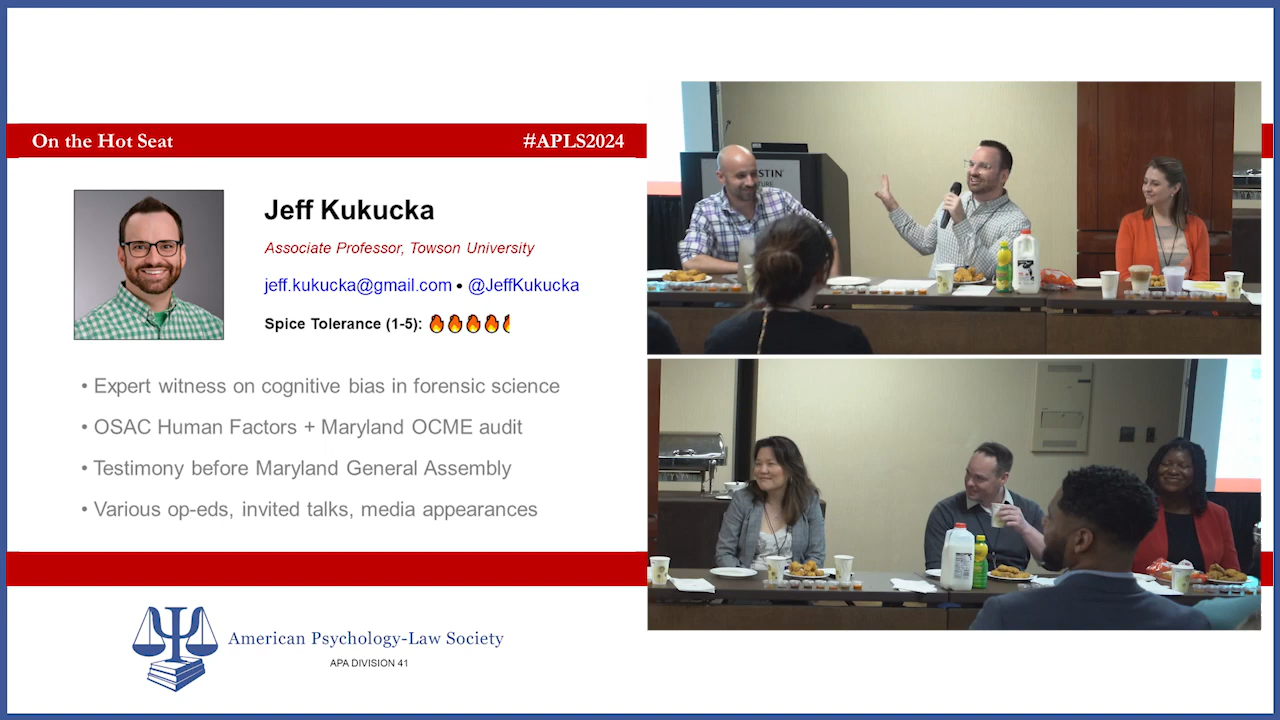 On the Hot Seat
#APLS2024
Jeff Kukucka
Associate Professor, Towson University
jeff.kukucka@gmail.com • @JeffKukucka
Spice Tolerance (1-5):
• Expert witness on cognitive bias in forensic science
• OSAC Human Factors + Maryland OCME audit
• Testimony before Maryland General Assembly
• Various op-eds, invited talks, media appearances
American Psychology-Law Society
APA DIVISION 41